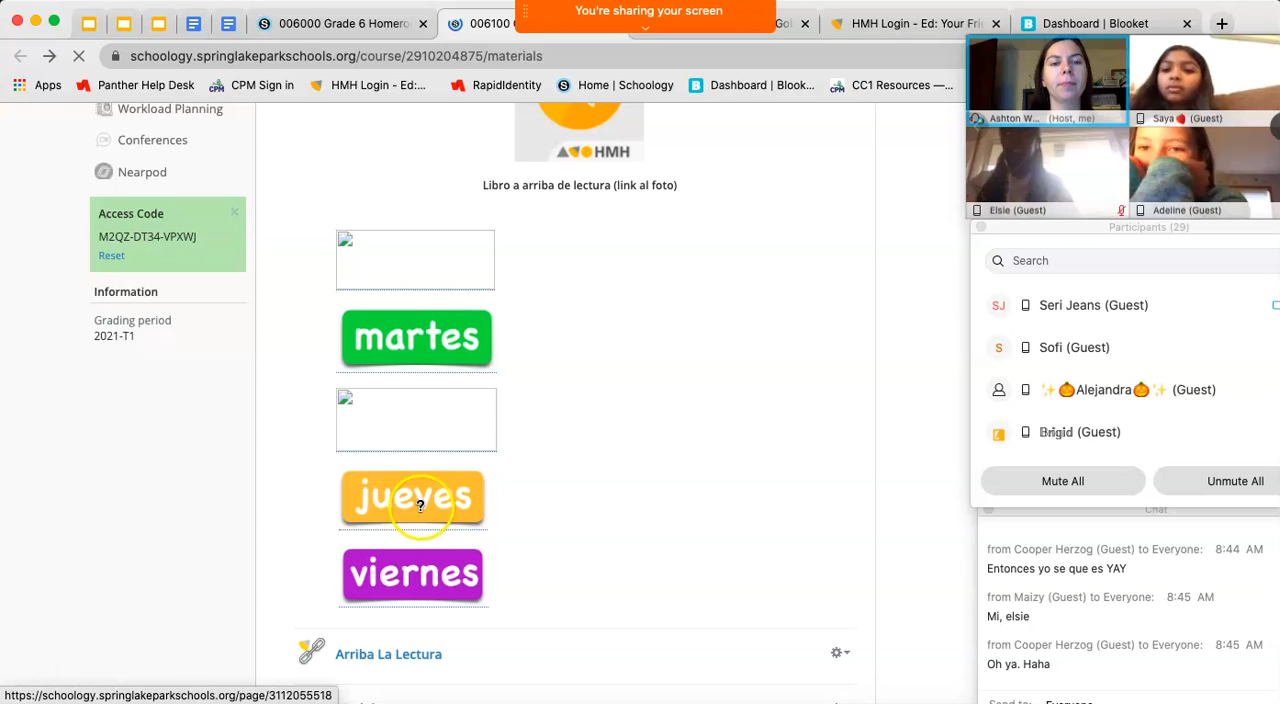 006000 Grade 6 Homero
006100
You're sharing your screen
HMH Login - Ed: Your Fri
Dashboard | Blooket
schoology.springlakeparkschools.org/course/2910204875/materials
Apps
Panther Help Desk
CPM Sign in
HMH Login - Ed:...
RapidIdentity
Home | Schoology
Dashboard | Blook...
CC1 Resources —...
Ashton W... (Host, me)
Saya🍓 (Guest)
Elsie (Guest)
Adeline (Guest)
Workload Planning
Conferences
Nearpod
Access Code
M2QZ-DT34-VPXWJ
Reset
Information
Grading period
2021-T1
HMH
Libro a arriba de lectura (link al foto)
martes
jueves
viernes
Arriba La Lectura
Participants (29)
Search
SJ Seri Jeans (Guest)
S Sofi (Guest)
✨🎃Alejandra🎃✨ (Guest)
Brigid (Guest)
Mute All
Unmute All
Chat
from Cooper Herzog (Guest) to Everyone: 8:44 AM
Entonces yo se que es YAY
from Maizy (Guest) to Everyone: 8:45 AM
Mi, elsie
from Cooper Herzog (Guest) to Everyone: 8:45 AM
Oh ya. Haha
Send to: Everyone
https://schoology.springlakeparkschools.org/page/3112055518